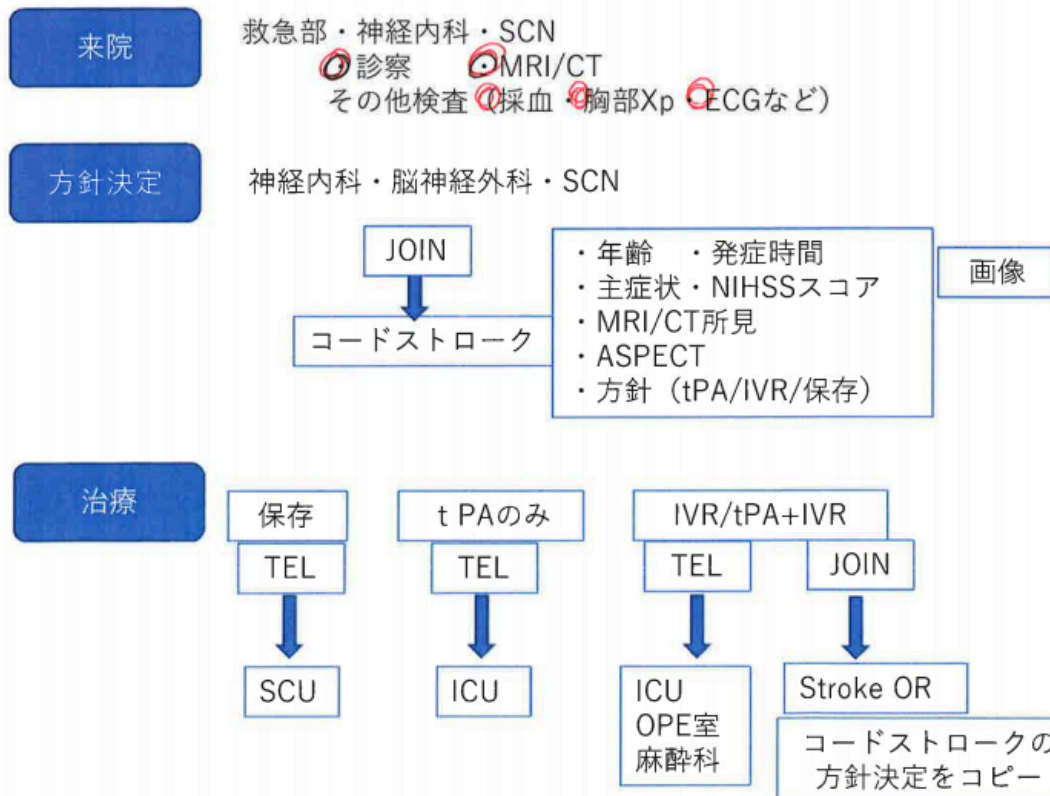 来院
救急部・神経内科・SCN
・診察 ・MRI/CT
その他検査（採血・胸部Xp・ECGなど）
方針決定
神経内科・脳神経外科・SCN
JOIN
コードストローク
・年齢 ・発症時間
・主症状・NIHSSスコア
・MRI/CT所見
・ASPECT
・方針（tPA/IVR/保存）
画像
治療
保存
TEL
SCU
t PAのみ
TEL
ICU
IVR/tPA+IVR
TEL
JOIN
ICU
OPE室
麻酔科
Stroke OR
コードストロークの
方針決定をコピー